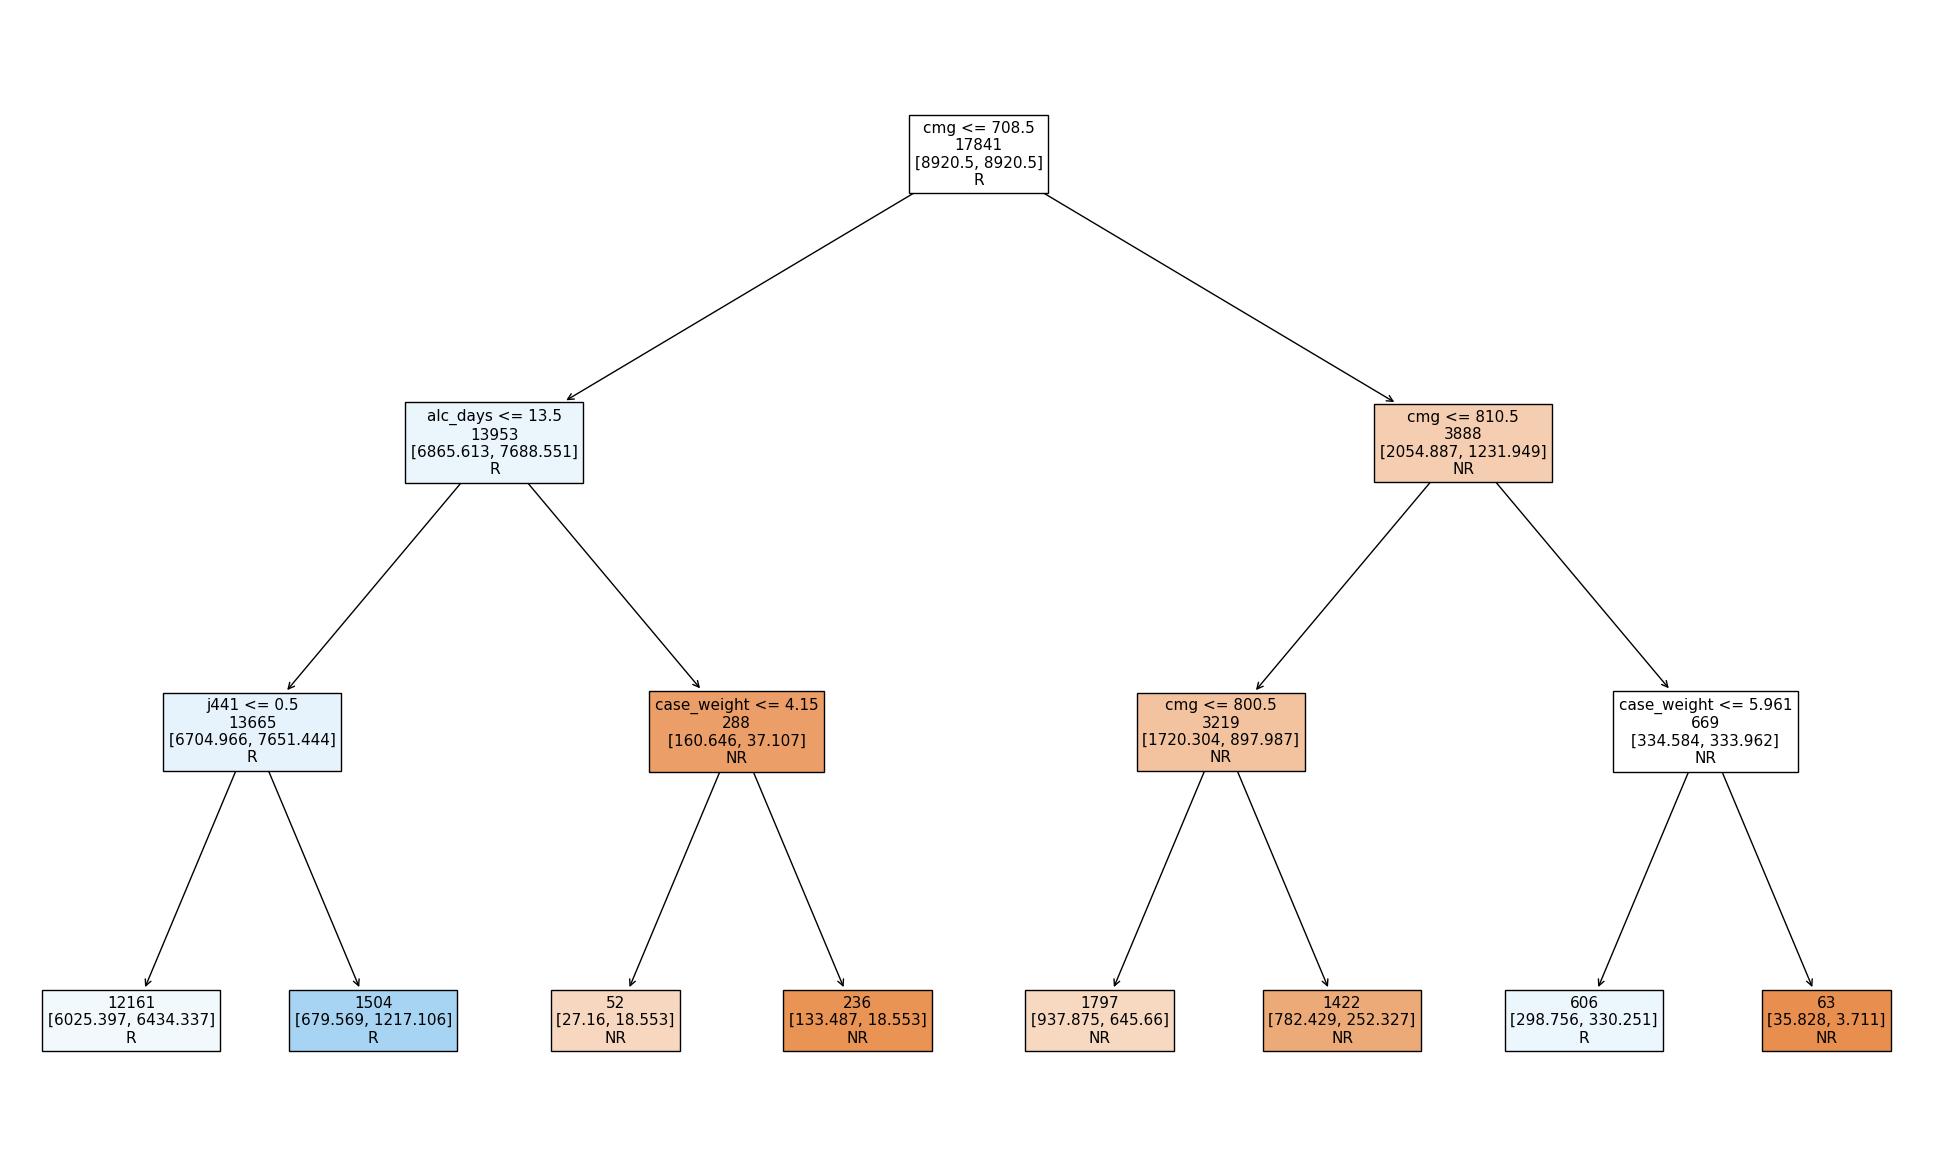 cmg <= 708.5
17841
[8920.5, 8920.5]
R
alc_days <= 13.5
13953
[6865.613, 7688.551]
R
cmg <= 810.5
3888
[2054.887, 1231.949]
NR
j441 <= 0.5
13665
[6704.966, 7651.444]
R
case_weight <= 4.15
288
[160.646, 37.107]
NR
cmg <= 800.5
3219
[1720.304, 897.987]
NR
case_weight <= 5.961
669
[334.584, 333.962]
NR
12161
[6025.397, 6434.337]
R
1504
[679.569, 1217.106]
R
52
[27.16, 18.553]
NR
236
[133.487, 18.553]
NR
1797
[937.875, 645.66]
NR
1422
[782.429, 252.327]
NR
606
[298.756, 330.251]
R
63
[35.828, 3.711]
NR